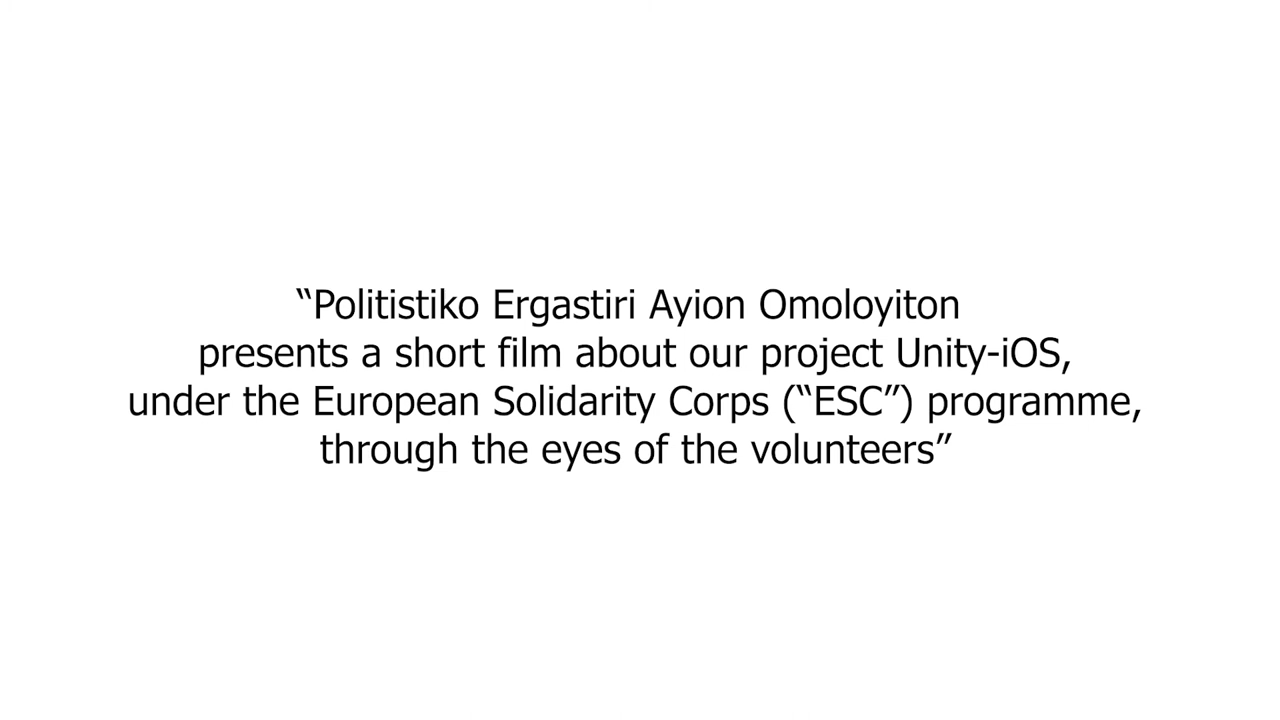 “Politistiko Ergastiri Ayion Omoloyiton
presents a short film about our project Unity-iOS,
under the European Solidarity Corps (“ESC”) programme,
through the eyes of the volunteers”